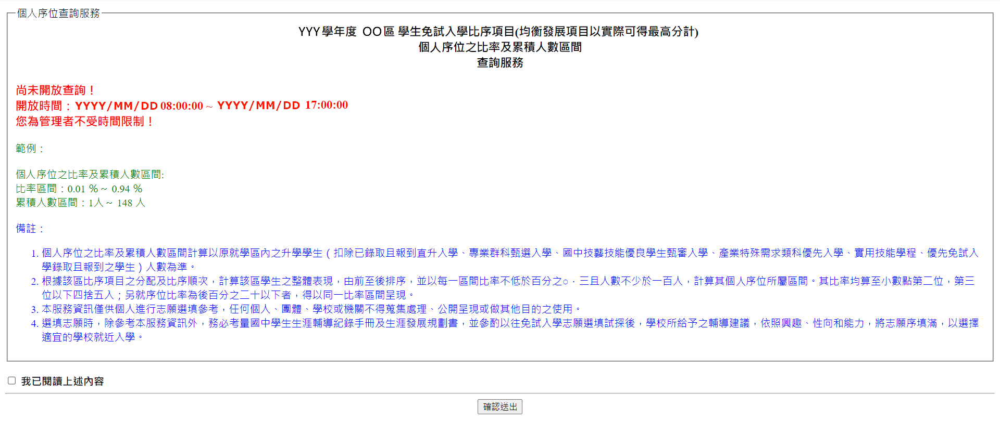 個人序位查詢服務
YYY學年度 OO區 學生免試入學比序項目(均衡發展項目以實際可得最高分計)
個人序位之比率及累積人數區間
查詢服務
尚未開放查詢！
開放時間：YYYY/MM/DD 08:00:00 ~ YYYY/MM/DD 17:00:00
您為管理者不受時間限制！
範例：
個人序位之比率及累積人數區間:
比率區間：0.01 % ~ 0.94 %
累積人數區間：1人 ~ 148 人
備註：
1. 個人序位之比率及累積人數區間計算以原就學區內之升學學生（扣除已錄取且報到直升入學、專業群科甄選入學、國中技藝技能優良學生甄審入學、產業特殊需求類科優先入學、實用技能學程、優先免試入
學錄取且報到之學生）人數為準。
2. 根據該區比序項目之分配及比序順次，計算該區學生之整體表現，由前至後排序，並以每一區間比率不低於百分之○．三且人數不少於一百人，計算其個人序位所屬區間。其比率均算至小數點第二位，第三
位以下四捨五入；另就序位比率為後百分之二十以下者，得以同一比率區間呈現。
3. 本服務資訊僅供個人進行志願選填參考，任何個人、團體、學校或機關不得蒐集處理、公開呈現或做其他目的之使用。
4. 選填志願時，除參考本服務資訊外，務必考量國中學生生涯輔導紀錄手冊及生涯發展規劃書，並參酌以往免試入學志願選填試探後，學校所給予之輔導建議，依照興趣、性向和能力，將志願序填滿，以選擇
適宜的學校就近入學。
我已閱讀上述內容
確認送出